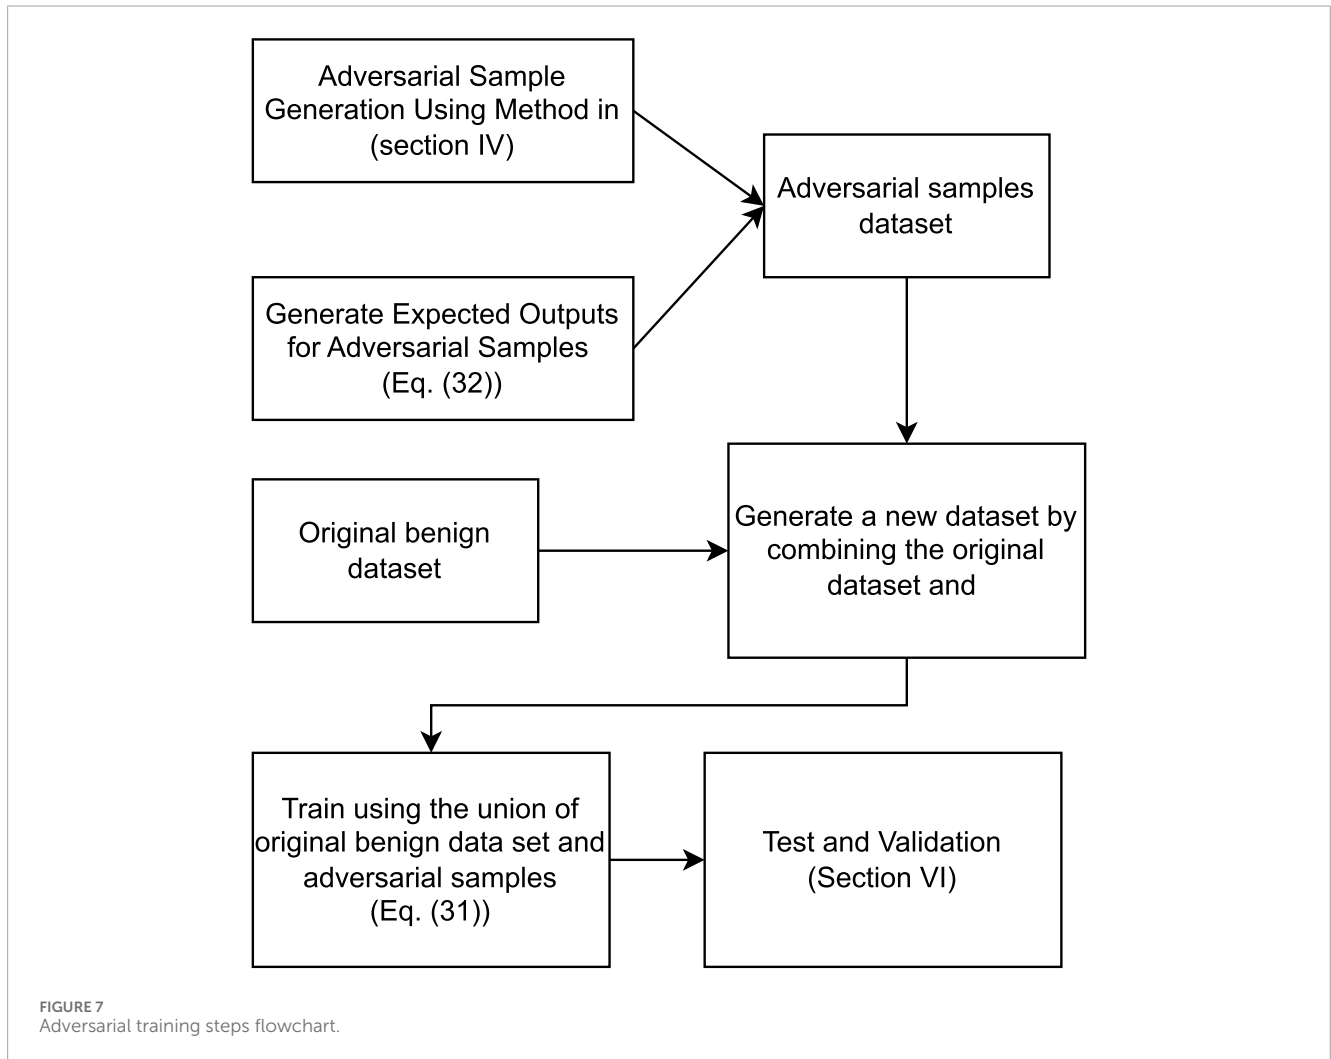 Adversarial Sample
Generation Using Method in
(section IV)
Adversarial samples
dataset
Generate Expected Outputs
for Adversarial Samples
(Eq. (32))
Original benign
dataset
Generate a new dataset by
combining the original
dataset and
Train using the union of
original benign data set and
adversarial samples
(Eq. (31))
Test and Validation
(Section VI)
FIGURE 7
Adversarial training steps flowchart.